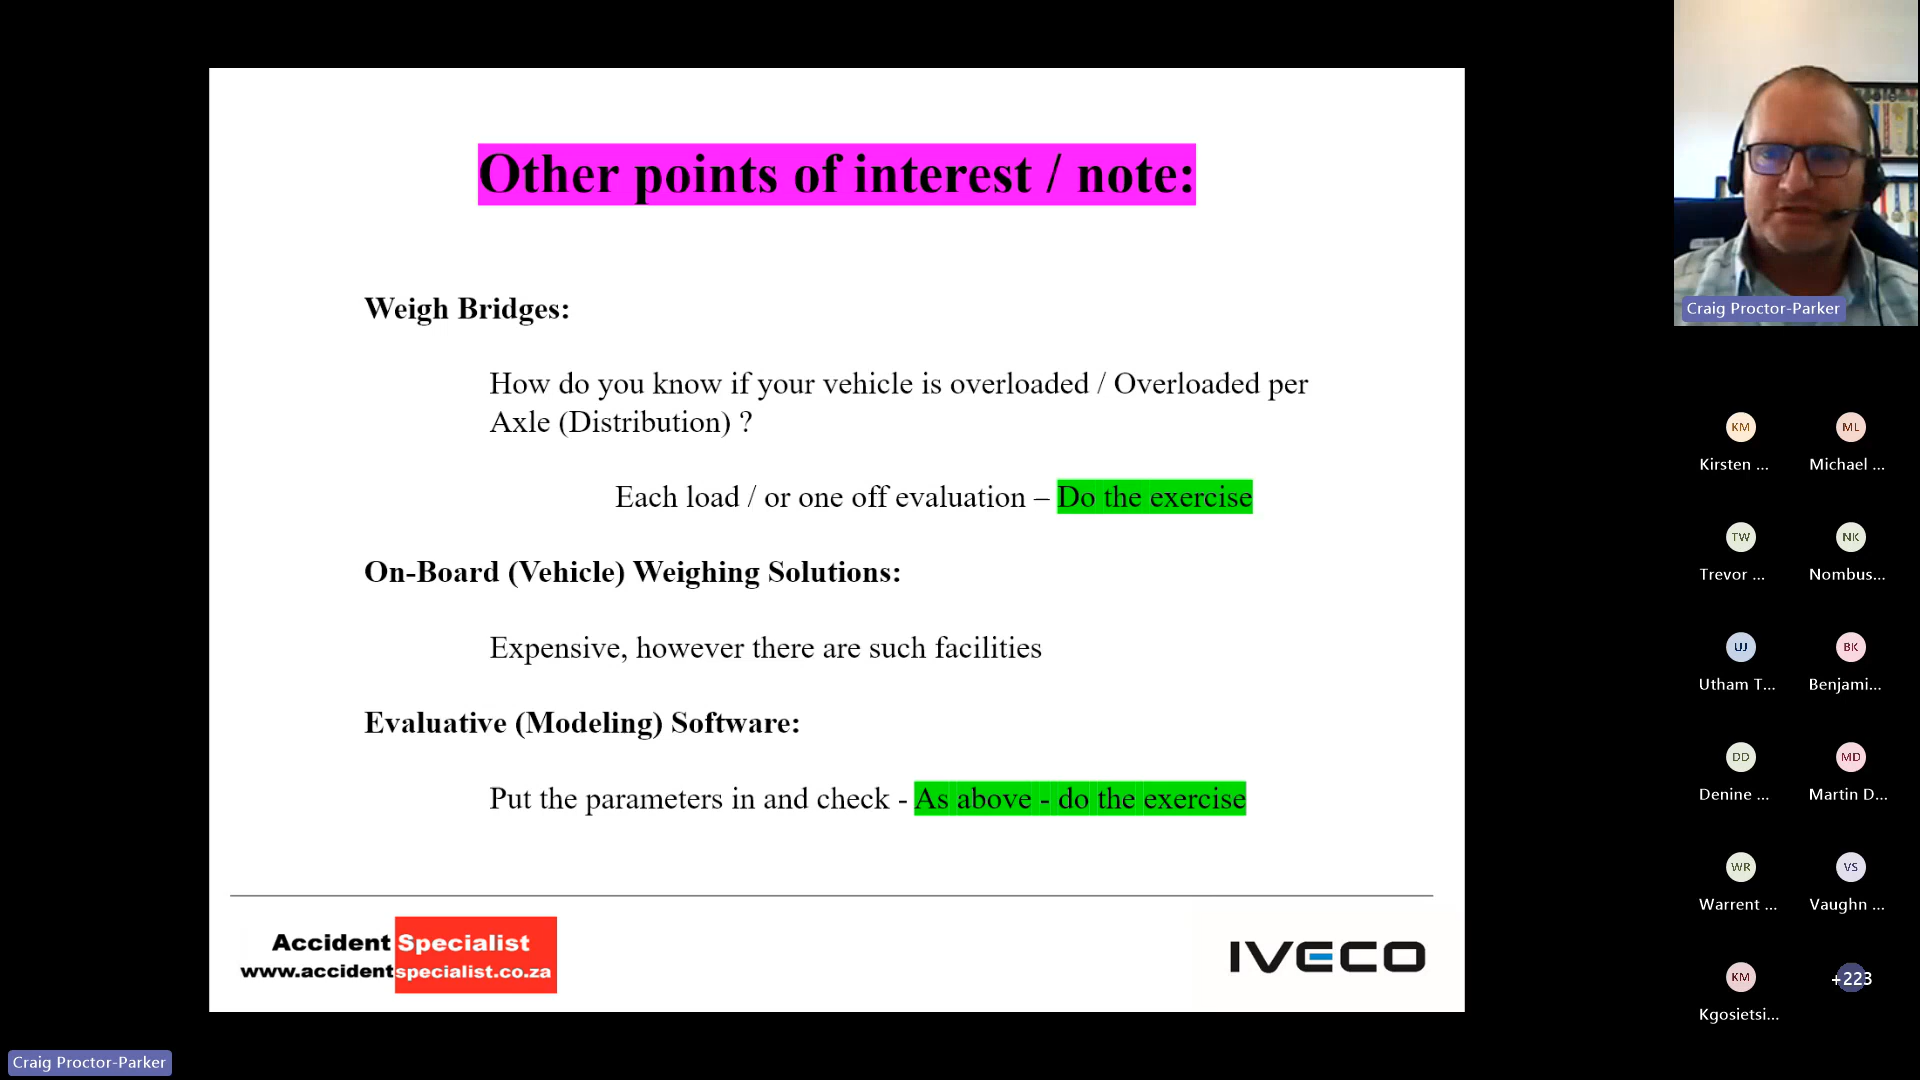 Other points of interest / note:
Weigh Bridges:
How do you know if your vehicle is overloaded / Overloaded per
Axle (Distribution) ?
Each load / or one off evaluation – Do the exercise
On-Board (Vehicle) Weighing Solutions:
Expensive, however there are such facilities
Evaluative (Modeling) Software:
Put the parameters in and check - As above - do the exercise
Accident Specialist
www.accidentspecialist.co.za
IVECO
Craig Proctor-Parker
KM
ML
Kirsten ...
Michael ...
TW
NK
Trevor ...
Nombus...
UJ
BK
Utham T...
Benjami...
DD
MD
Denine ...
Martin D...
WR
VS
Warrent ...
Vaughn ...
KM
+223
Kgosietsi...
Craig Proctor-Parker